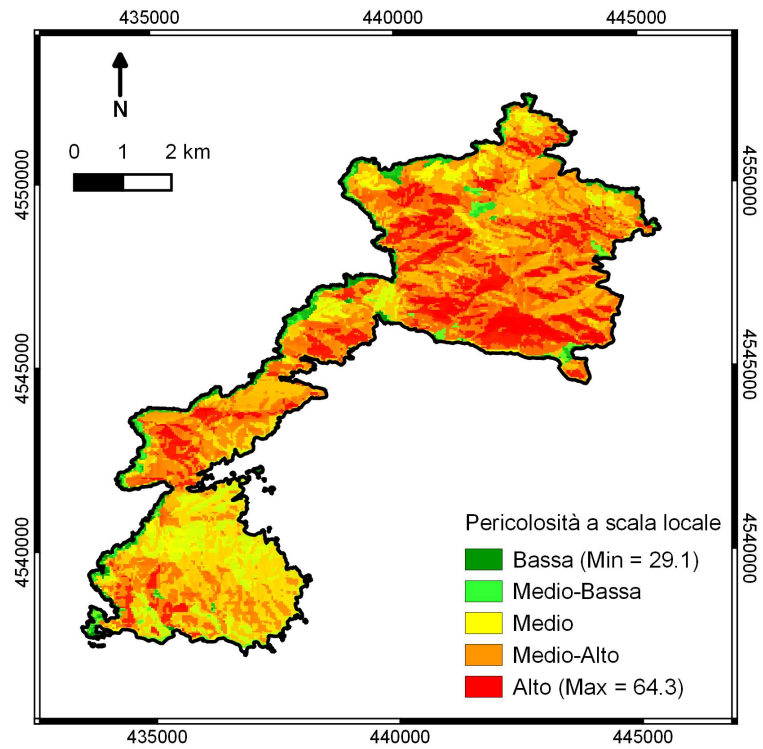 435000 440000 445000
N
0 1 2 km
4550000 4550000
4545000 4545000
4540000 4540000
Pericolosità a scala locale
Bassa (Min = 29.1)
Medio-Bassa
Medio
Medio-Alto
Alto (Max = 64.3)
435000 440000 445000